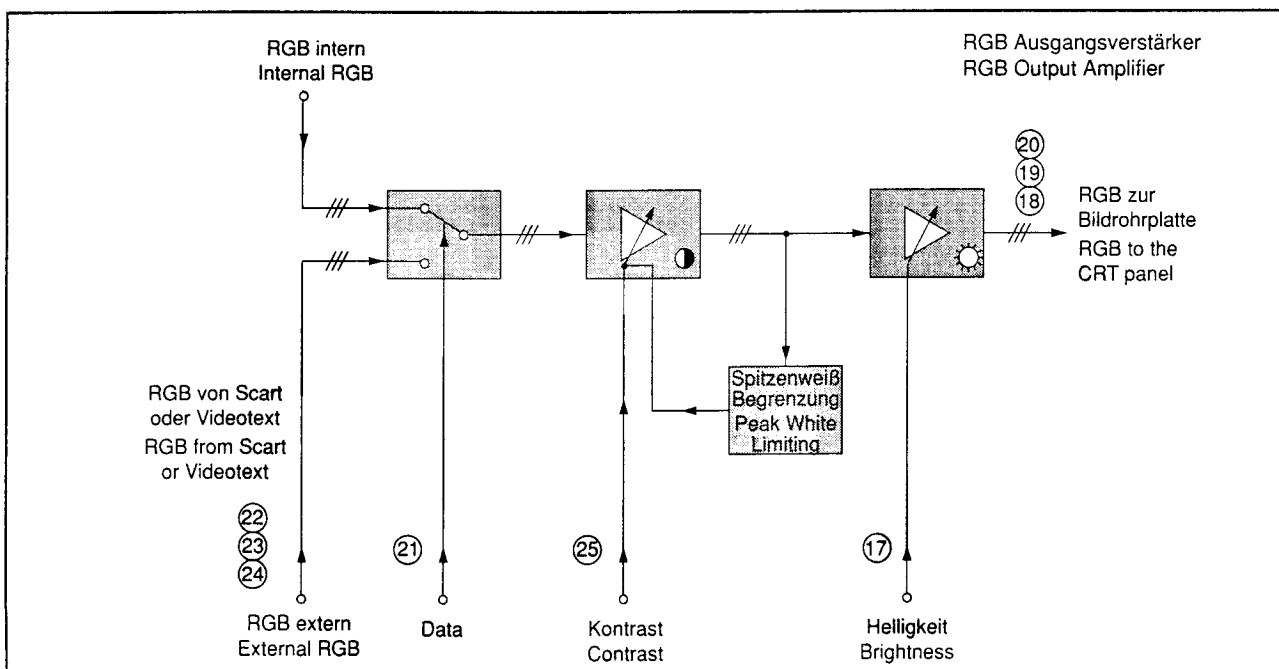 RGB intern
Internal RGB
RGB Ausgangsverstärker
RGB Output Amplifier
20
19
18
RGB zur
Bildrohrplatte
RGB to the
CRT panel
Spitzenweiß
Begrenzung
Peak White
Limiting
RGB von Scart
oder Videotext
RGB from Scart
or Videotext
22
23
24
21
25
17
RGB extern
External RGB
Data
Kontrast
Contrast
Helligkeit
Brightness